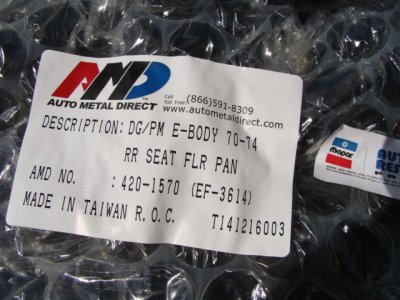 AMD
AUTO METAL DIRECT
Call Toll Free: (866)591-8309
www.autometaldirect.com
DESCRIPTION: DG/PM E-BODY 70-74
RR SEAT FLR PAN
AMD NO. : 420-1570 (EF-3614)
MADE IN TAIWAN R.O.C. T141216003
Mopar